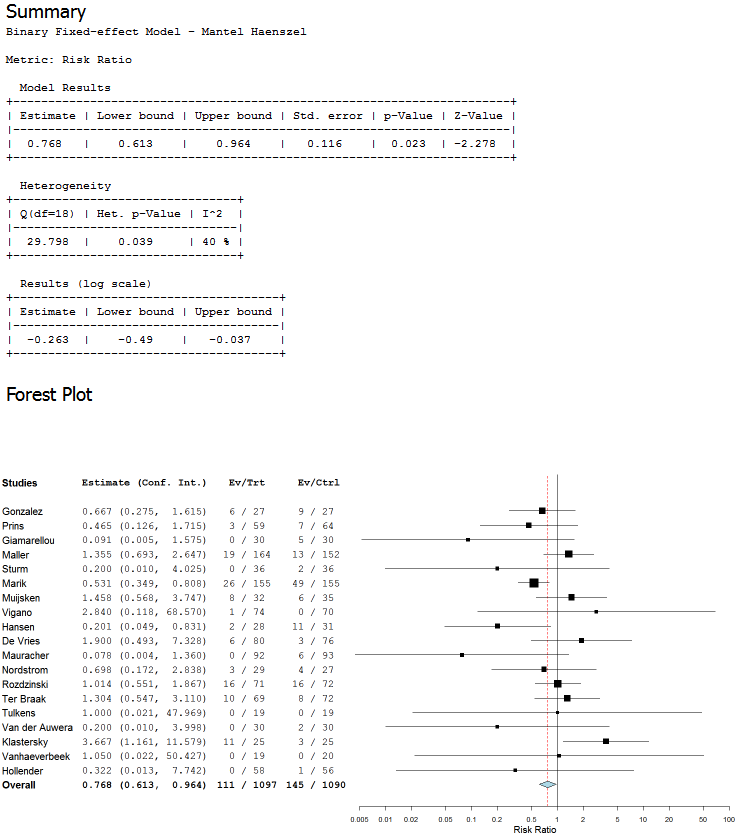 Summary
Binary Fixed-effect Model - Mantel Haenszel
Metric: Risk Ratio
Model Results
| Estimate | Lower bound | Upper bound | Std. error | p-Value | Z-Value |
| 0.768 | 0.613 | 0.964 | 0.116 | 0.023 | -2.278 |
Heterogeneity
| Q(df=18) | Het. p-Value | I^2 |
| 29.798 | 0.039 | 40 % |
Results (log scale)
| Estimate | Lower bound | Upper bound |
| -0.263 | -0.49 | -0.037 |
Forest Plot
Studies Estimate (Conf. Int.) Ev/Trt Ev/Ctrl
Gonzalez 0.667 (0.275, 1.615) 6 / 27 9 / 27
Prins 0.465 (0.126, 1.715) 3 / 59 7 / 64
Giamarellou 0.091 (0.005, 1.575) 0 / 30 5 / 30
Maller 1.355 (0.693, 2.647) 19 / 164 13 / 152
Sturm 0.200 (0.010, 4.025) 0 / 36 2 / 36
Marik 0.531 (0.349, 0.808) 26 / 155 49 / 155
Muijsken 1.458 (0.568, 3.747) 8 / 32 6 / 35
Vigano 2.840 (0.118, 68.570) 1 / 74 0 / 70
Hansen 0.201 (0.049, 0.831) 2 / 28 11 / 31
De Vries 1.900 (0.493, 7.328) 6 / 80 3 / 76
Mauracher 0.078 (0.004, 1.360) 0 / 92 6 / 93
Nordstrom 0.698 (0.172, 2.838) 3 / 29 4 / 27
Rozdzinski 1.014 (0.551, 1.867) 16 / 71 16 / 72
Ter Braak 1.304 (0.547, 3.110) 10 / 69 8 / 72
Tulkens 1.000 (0.021, 47.969) 0 / 19 0 / 19
Van der Auwera 0.200 (0.010, 3.998) 0 / 30 2 / 30
Klastersky 3.667 (1.161, 11.579) 11 / 25 3 / 25
Vanhaeverbeek 1.050 (0.022, 50.427) 0 / 19 0 / 20
Hollender 0.322 (0.013, 7.742) 0 / 58 1 / 56
Overall 0.768 (0.613, 0.964) 111 / 1097 145 / 1090
0.005 0.01 0.02 0.05 0.1 0.2 0.5 1 2 5 10 20 50 100
Risk Ratio